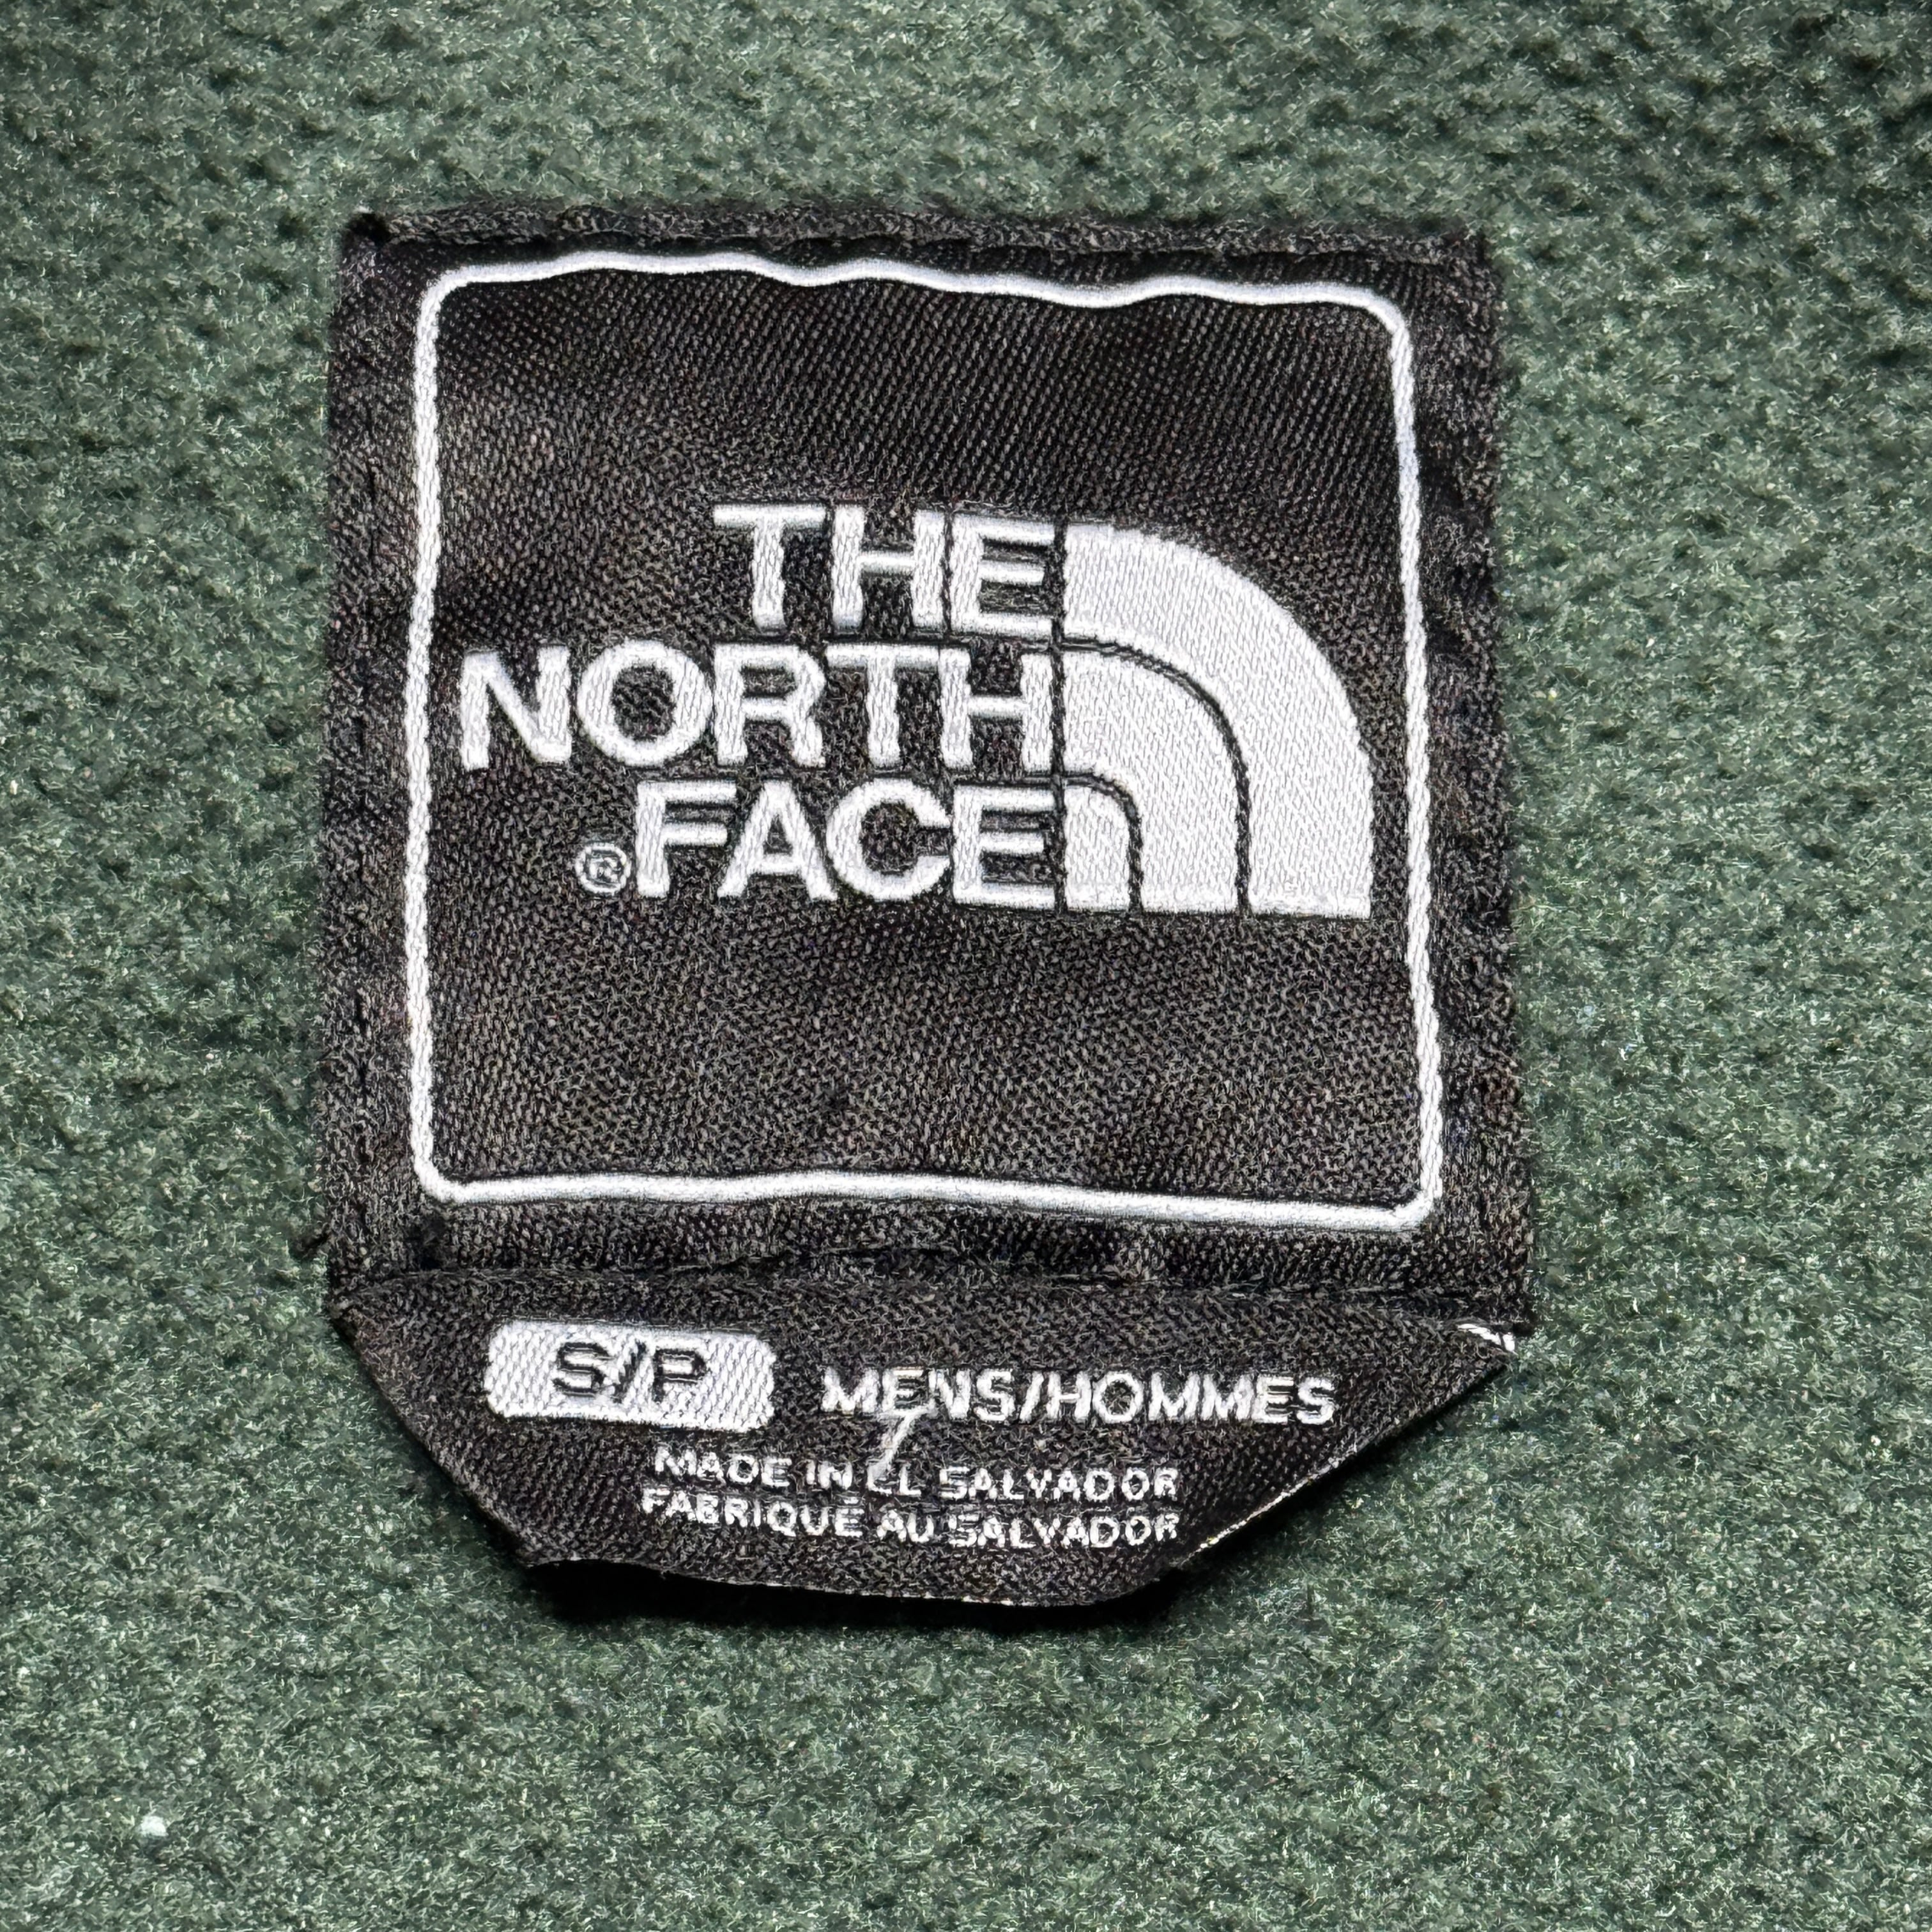 THE
NORTH
®FACE
S/P MENS/HOMMES
MADE IN EL SALVADOR
FABRIQUÉ AU SALVADOR